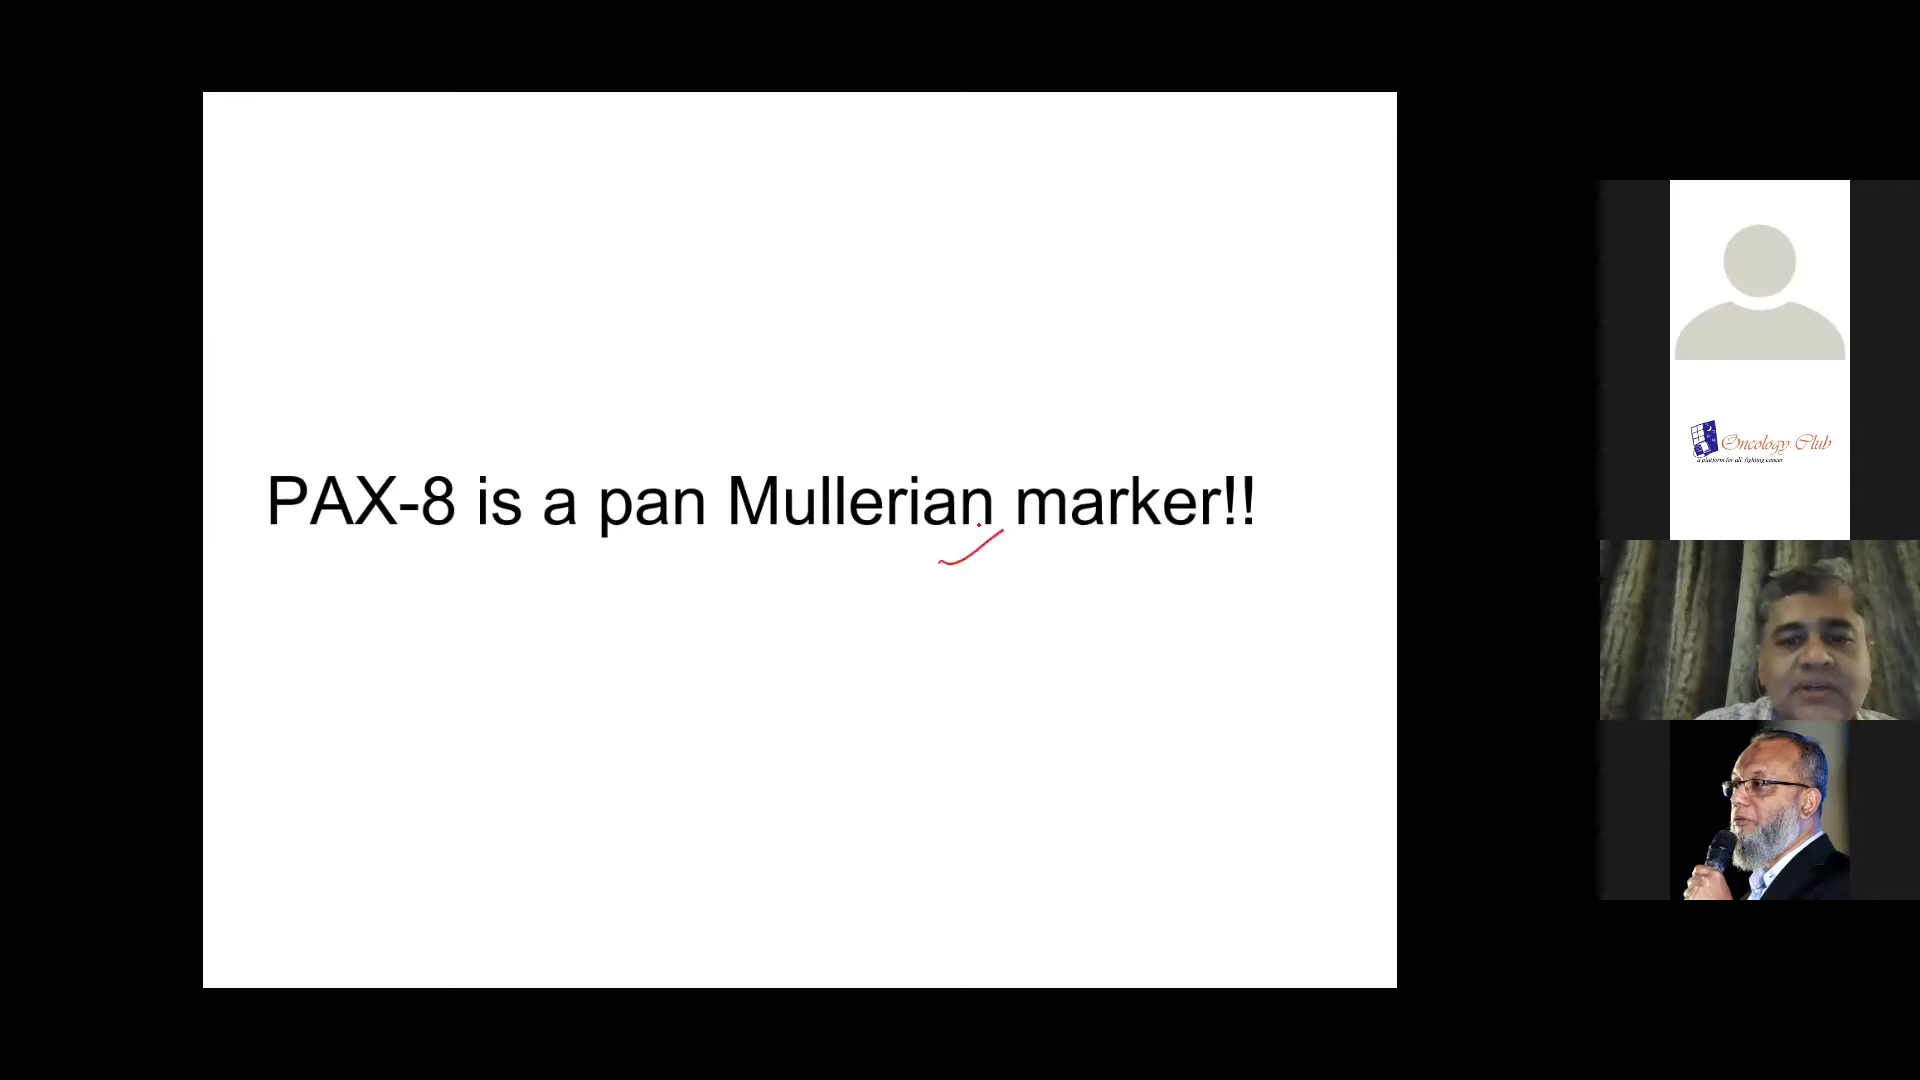 PAX-8 is a pan Mullerian marker!!
Oncology Club
a platform for all, fighting cancer